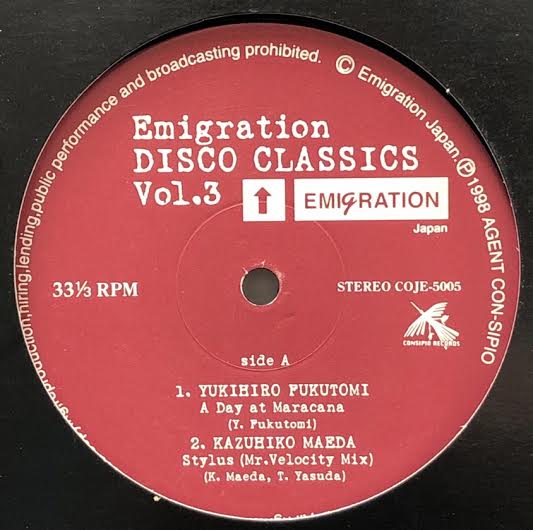 production,hiring,lending,public performance and broadcasting prohibited.
© Emigration Japan. ℗1998 AGENT CON-SIPIO
Emigration
DISCO CLASSICS
Vol.3
EMIGRATION
Japan
33⅓ RPM
STEREO COJE-5005
CONSIPIO RECORDS
side A
1. YUKIHIRO FUKUTOMI
A Day at Maracana
(Y. Fukutomi)
2. KAZUHIKO MAEDA
Stylus (Mr.Velocity Mix)
(K. Maeda, T. Yasuda)